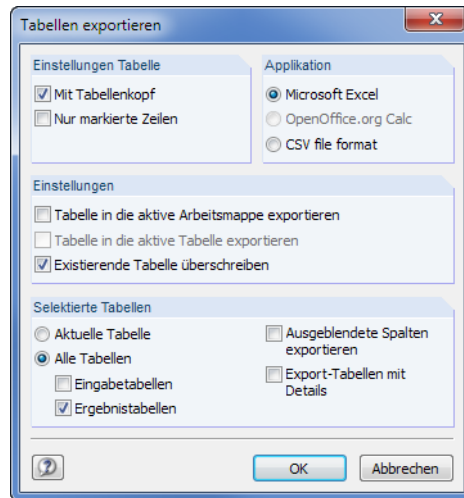 Tabellen exportieren
Einstellungen Tabelle
Mit Tabellenkopf
Nur markierte Zeilen
Applikation
Microsoft Excel
OpenOffice.org Calc
CSV file format
Einstellungen
Tabelle in die aktive Arbeitsmappe exportieren
Tabelle in die aktive Tabelle exportieren
Existierende Tabelle überschreiben
Selektierte Tabellen
Aktuelle Tabelle
Alle Tabellen
Eingabetabellen
Ergebnistabellen
Ausgeblendete Spalten
exportieren
Export-Tabellen mit
Details
OK
Abbrechen